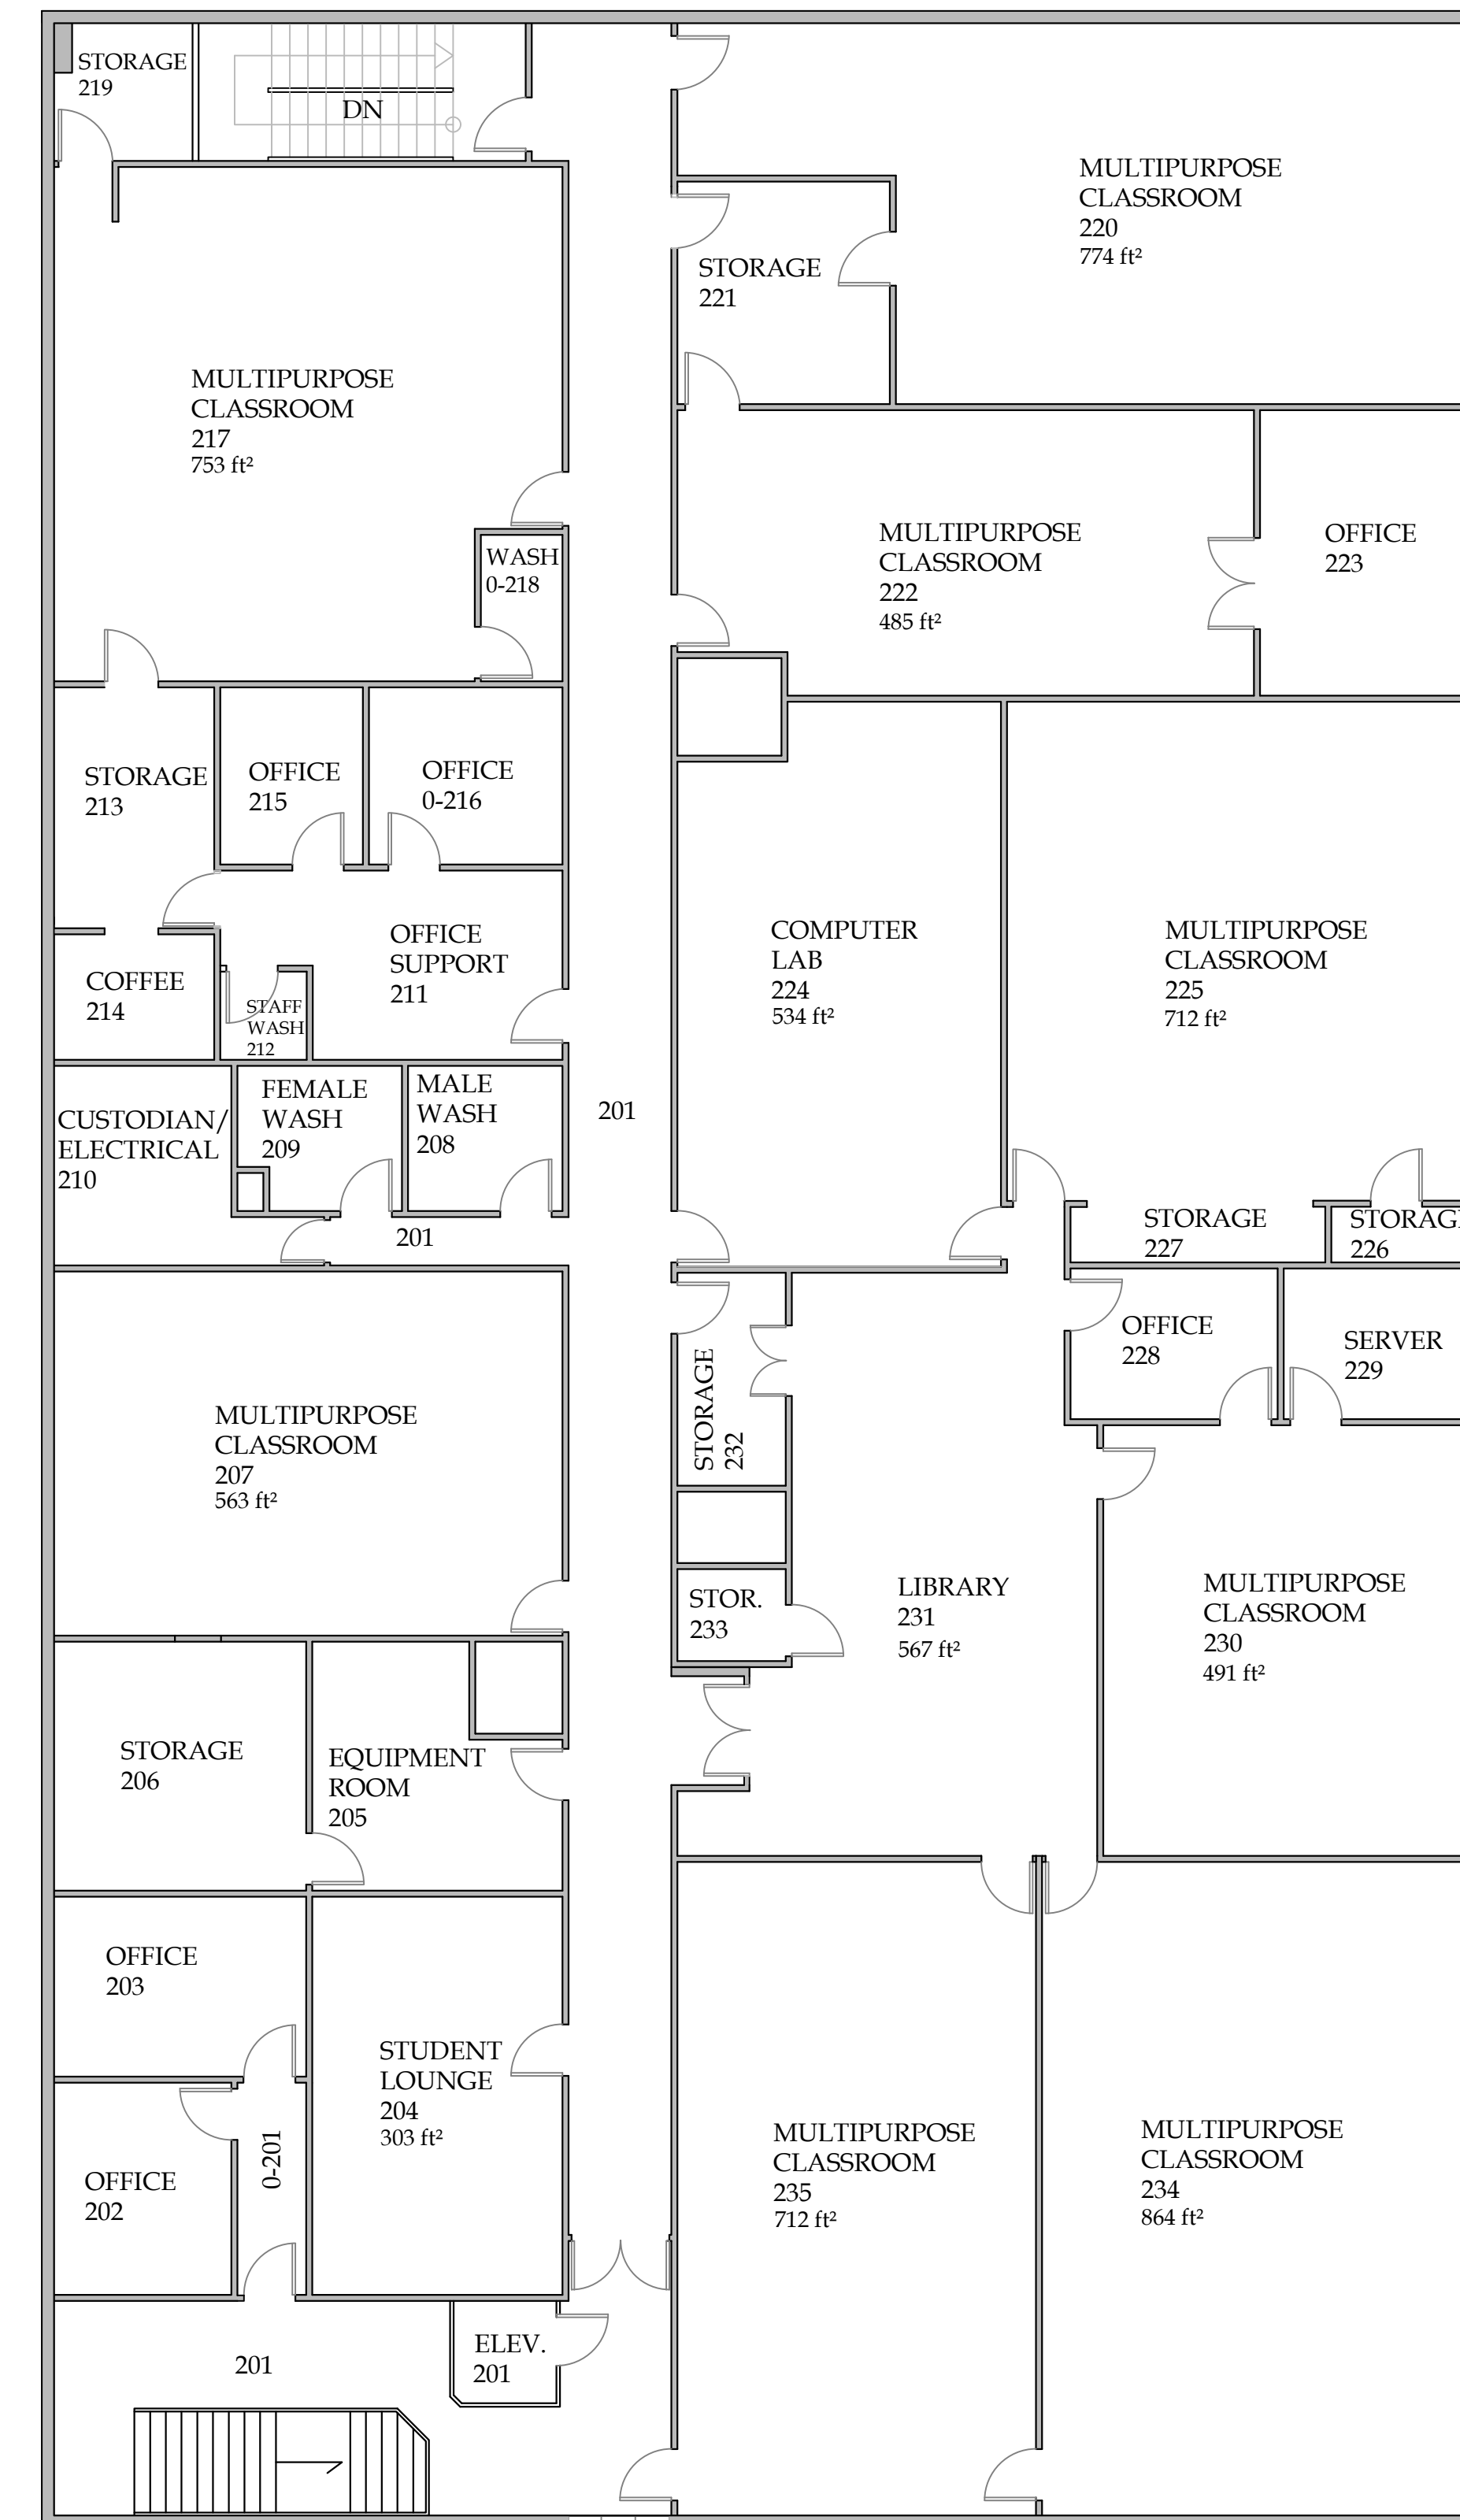 STORAGE
219
DN
MULTIPURPOSE
CLASSROOM
220
774 ft²
STORAGE
221
MULTIPURPOSE
CLASSROOM
217
753 ft²
WASH
0-218
MULTIPURPOSE
CLASSROOM
222
485 ft²
OFFICE
223
STORAGE
213
OFFICE
215
OFFICE
0-216
COFFEE
214
STAFF
WASH
212
OFFICE
SUPPORT
211
COMPUTER
LAB
224
534 ft²
MULTIPURPOSE
CLASSROOM
225
712 ft²
CUSTODIAN/
ELECTRICAL
210
FEMALE
WASH
209
MALE
WASH
208
201
201
STORAGE
227
STORAGE
226
OFFICE
228
SERVER
229
MULTIPURPOSE
CLASSROOM
207
563 ft²
STORAGE
232
STOR.
233
LIBRARY
231
567 ft²
MULTIPURPOSE
CLASSROOM
230
491 ft²
STORAGE
206
EQUIPMENT
ROOM
205
OFFICE
203
STUDENT
LOUNGE
204
303 ft²
OFFICE
202
0-201
MULTIPURPOSE
CLASSROOM
235
712 ft²
MULTIPURPOSE
CLASSROOM
234
864 ft²
201
ELEV.
201